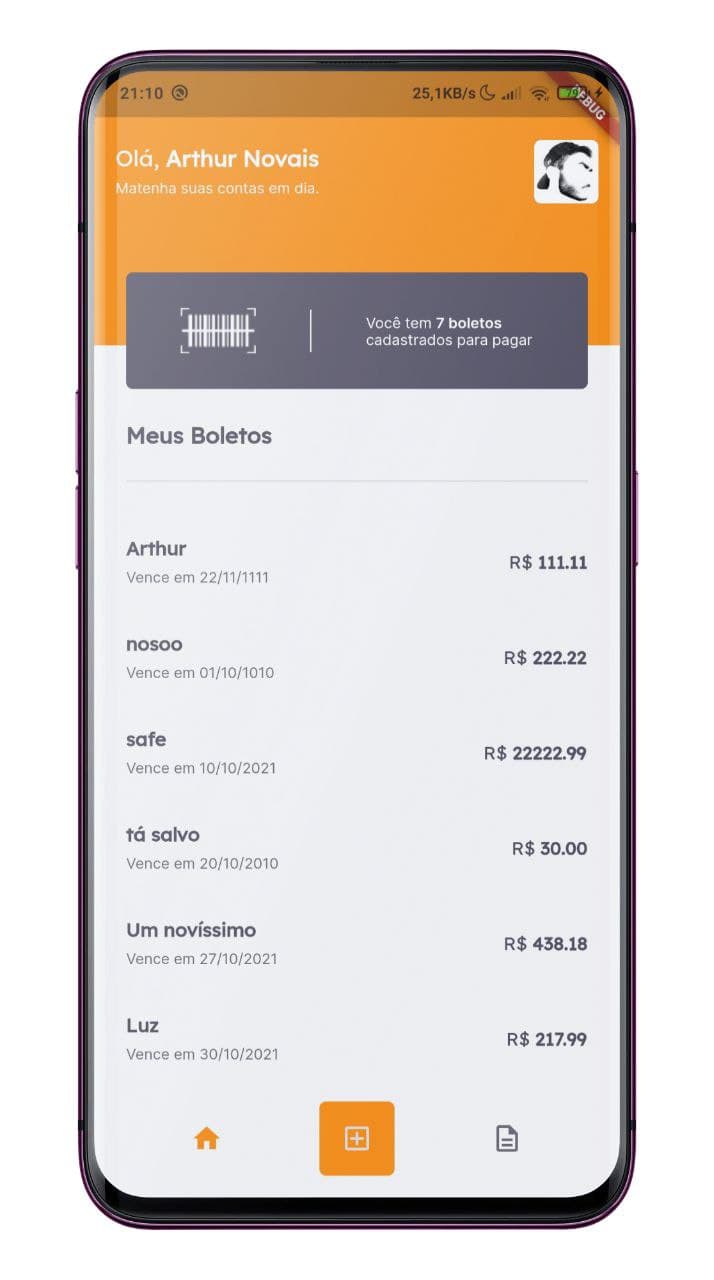 21:10
25,1KB/s
DEBUG
Olá, Arthur Novais
Matenha suas contas em dia.
Você tem 7 boletos
cadastrados para pagar
Meus Boletos
Arthur
R$ 111.11
Vence em 22/11/1111
nosoo
R$ 222.22
Vence em 01/10/1010
safe
R$ 22222.99
Vence em 10/10/2021
tá salvo
R$ 30.00
Vence em 20/10/2010
Um novíssimo
R$ 438.18
Vence em 27/10/2021
Luz
R$ 217.99
Vence em 30/10/2021